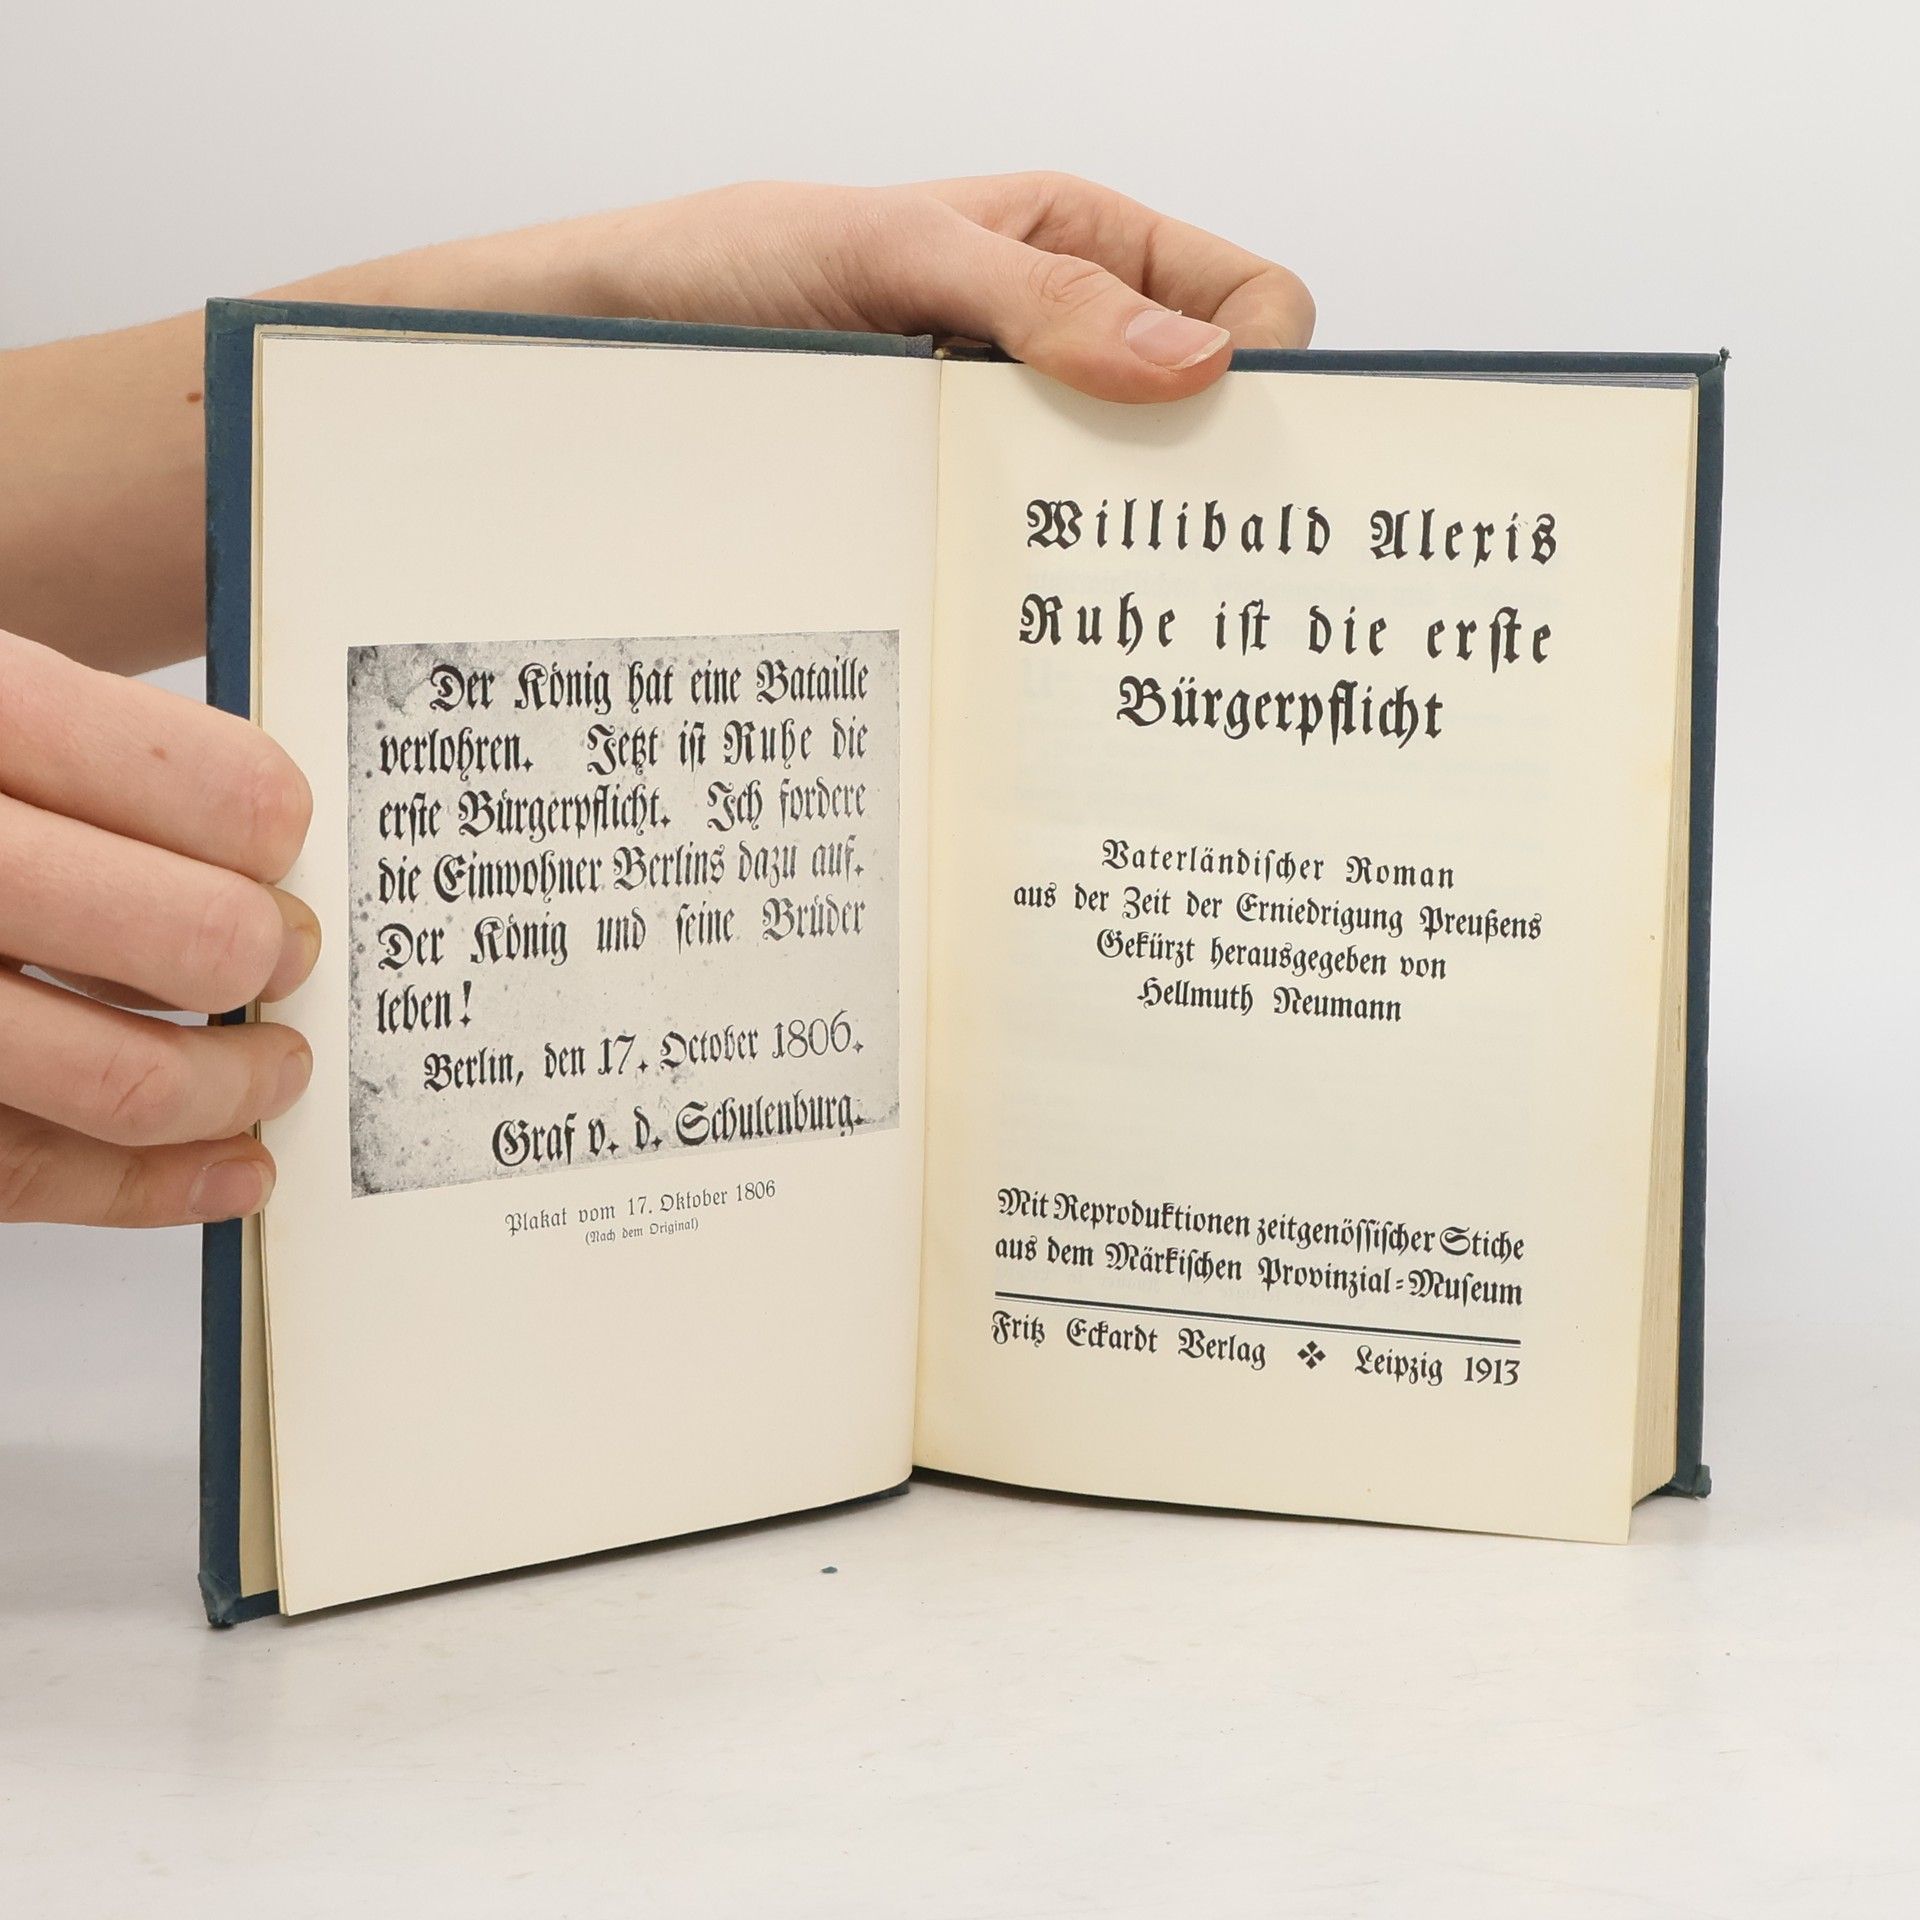 Der König hat eine Bataille
verlohren. Jetzt ist Ruhe die
erste Bürgerpflicht. Ich fordere
die Einwohner Berlins dazu auf.
Der König und seine Brüder
leben!
Berlin, den 17. October 1806.
Graf v. d. Schulenburg.
Plakat vom 17. Oktober 1806
(Nach dem Original)
Willibald Alexis
Ruhe ist die erste
Bürgerpflicht
Vaterländischer Roman
aus der Zeit der Erniedrigung Preußens
Gekürzt herausgegeben von
Hellmuth Neumann
Mit Reproduktionen zeitgenössischer Stiche
aus dem Märkischen Provinzial-Museum
Fritz Eckardt Verlag ❖ Leipzig 1913